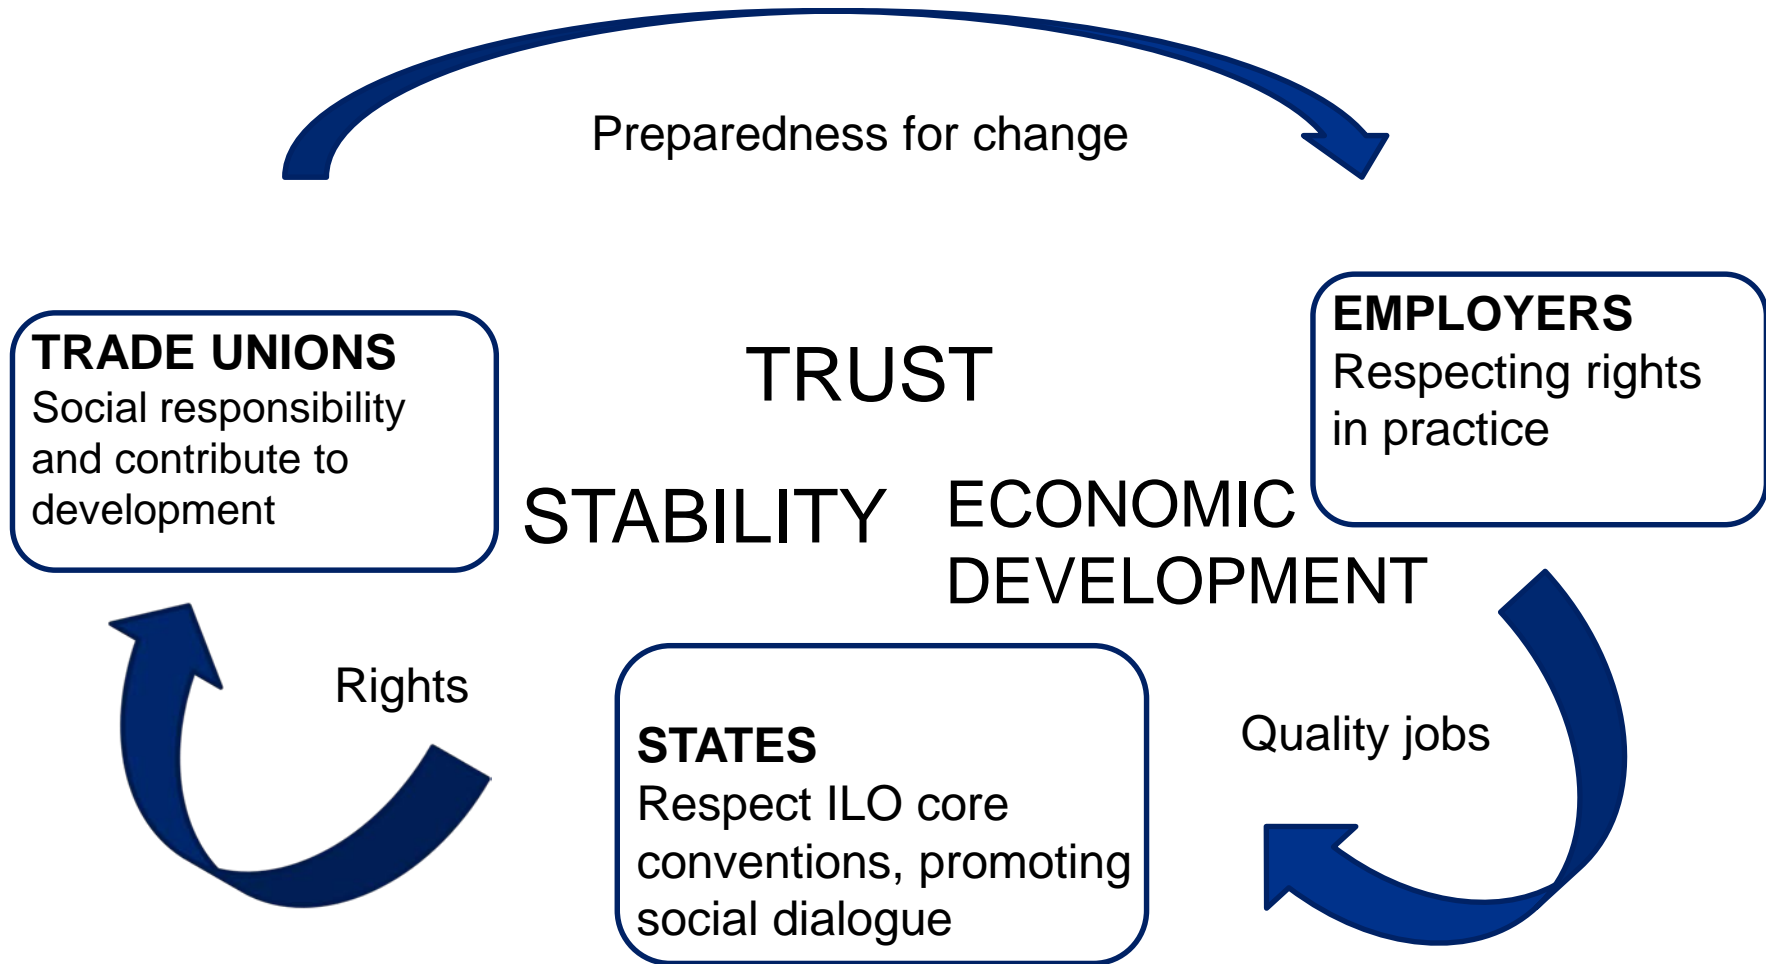 Preparedness for change
TRADE UNIONS
Social responsibility
and contribute to
development
TRUST
STABILITY
ECONOMIC
DEVELOPMENT
EMPLOYERS
Respecting rights
in practice
Rights
STATES
Respect ILO core
conventions, promoting
social dialogue
Quality jobs